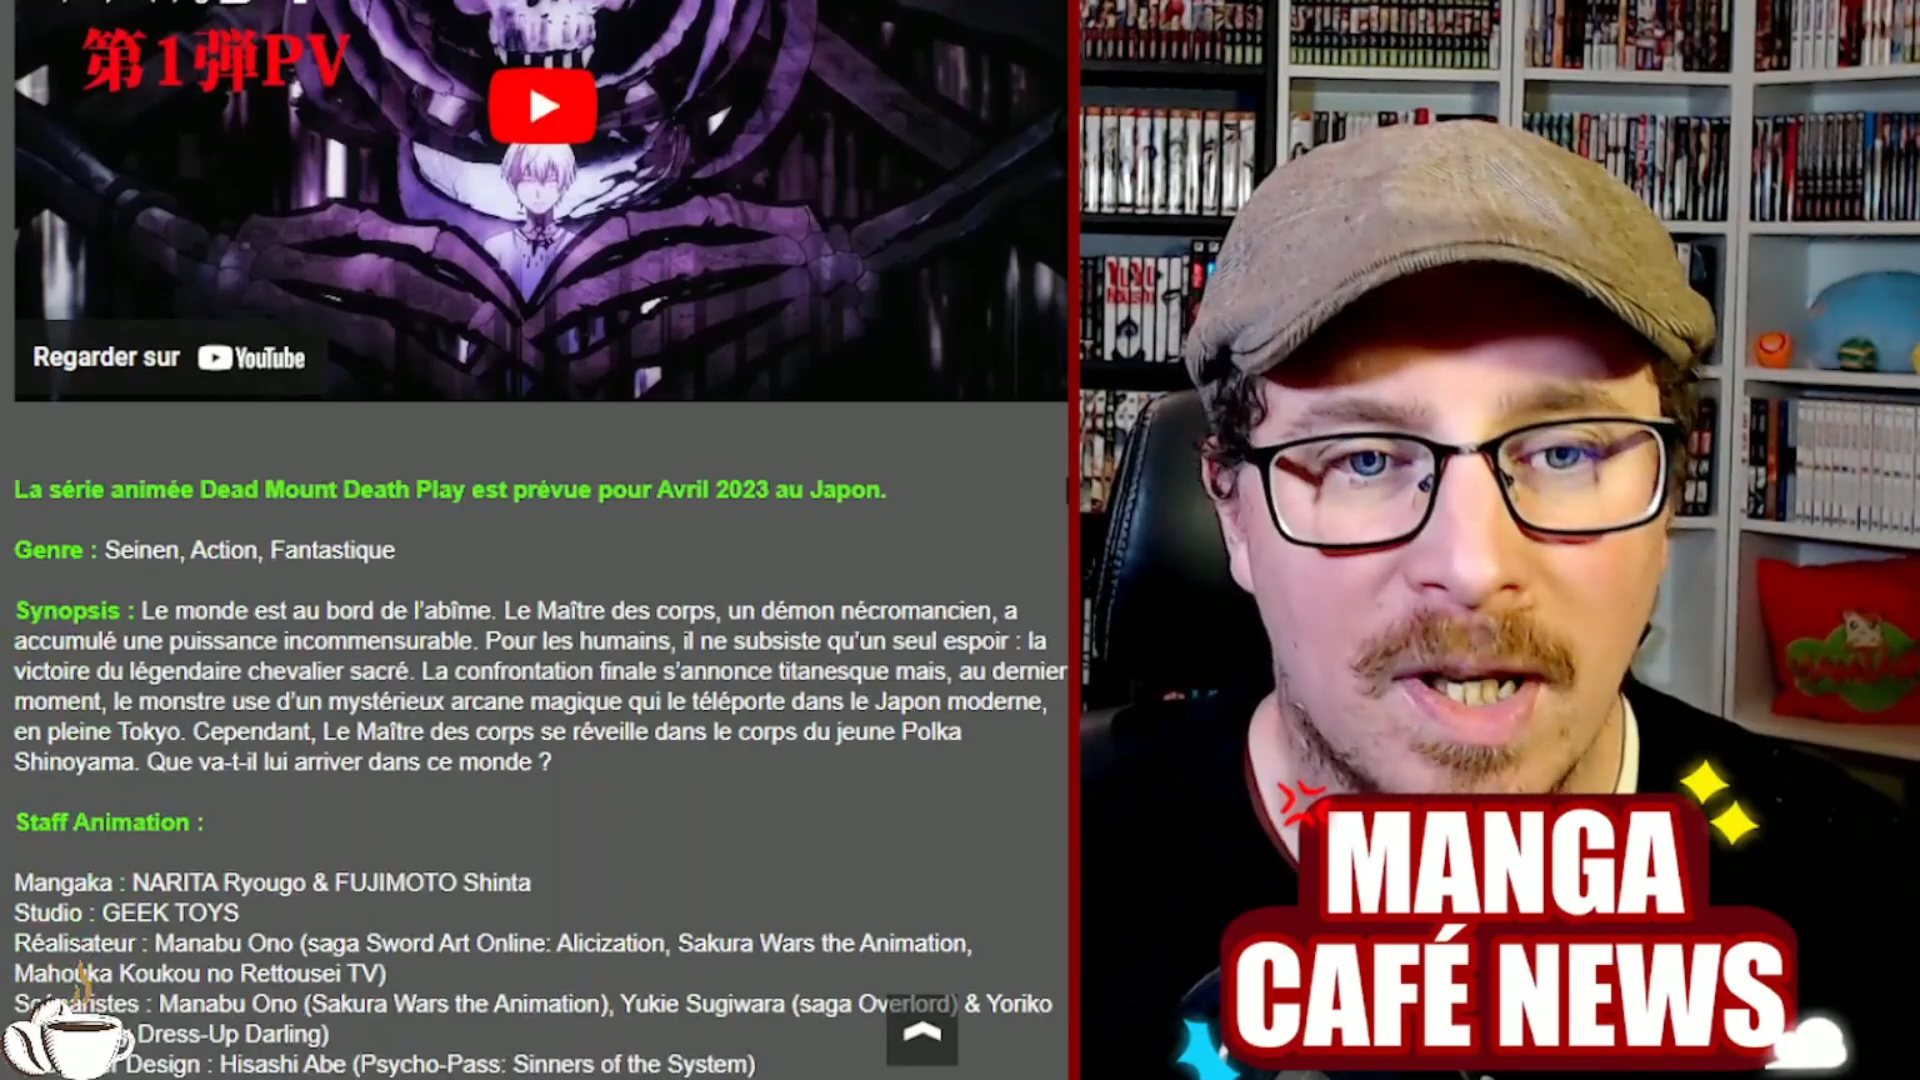 第1弾PV
Regarder sur YouTube
La série animée Dead Mount Death Play est prévue pour Avril 2023 au Japon.
Genre : Seinen, Action, Fantastique
Synopsis : Le monde est au bord de l'abîme. Le Maître des corps, un démon nécromancien, a
accumulé une puissance incommensurable. Pour les humains, il ne subsiste qu'un seul espoir : la
victoire du légendaire chevalier sacré. La confrontation finale s'annonce titanesque mais, au dernier
moment, le monstre use d'un mystérieux arcane magique qui le téléporte dans le Japon moderne,
en pleine Tokyo. Cependant, Le Maître des corps se réveille dans le corps du jeune Polka
Shinoyama. Que va-t-il lui arriver dans ce monde ?
Staff Animation :
Mangaka : NARITA Ryougo & FUJIMOTO Shinta
Studio : GEEK TOYS
Réalisateur : Manabu Ono (saga Sword Art Online: Alicization, Sakura Wars the Animation,
Mahouka Koukou no Rettousei TV)
Scénaristes : Manabu Ono (Sakura Wars the Animation), Yukie Sugiwara (saga Overlord) & Yoriko
Dress-Up Darling)
Design : Hisashi Abe (Psycho-Pass: Sinners of the System)
MANGA
CAFÉ NEWS